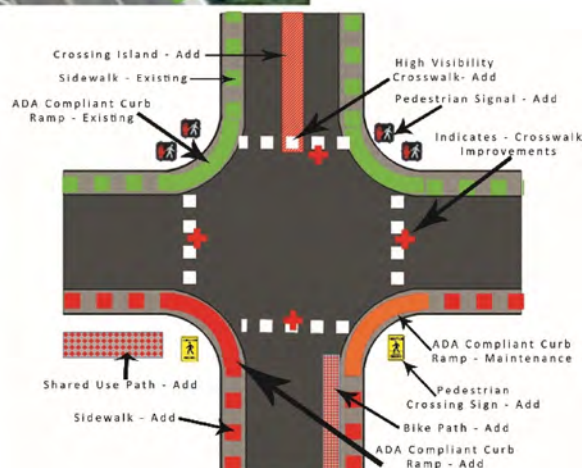 Crossing Island - Add
Sidewalk - Existing
ADA Compliant Curb
Ramp - Existing
High Visibility
Crosswalk- Add
Pedestrian Signal - Add
Indicates - Crosswalk
Improvements
ADA Compliant Curb
Ramp - Maintenance
Shared Use Path - Add
Pedestrian
Crossing Sign - Add
Sidewalk - Add
Bike Path - Add
ADA Compliant Curb
Ramp - Add